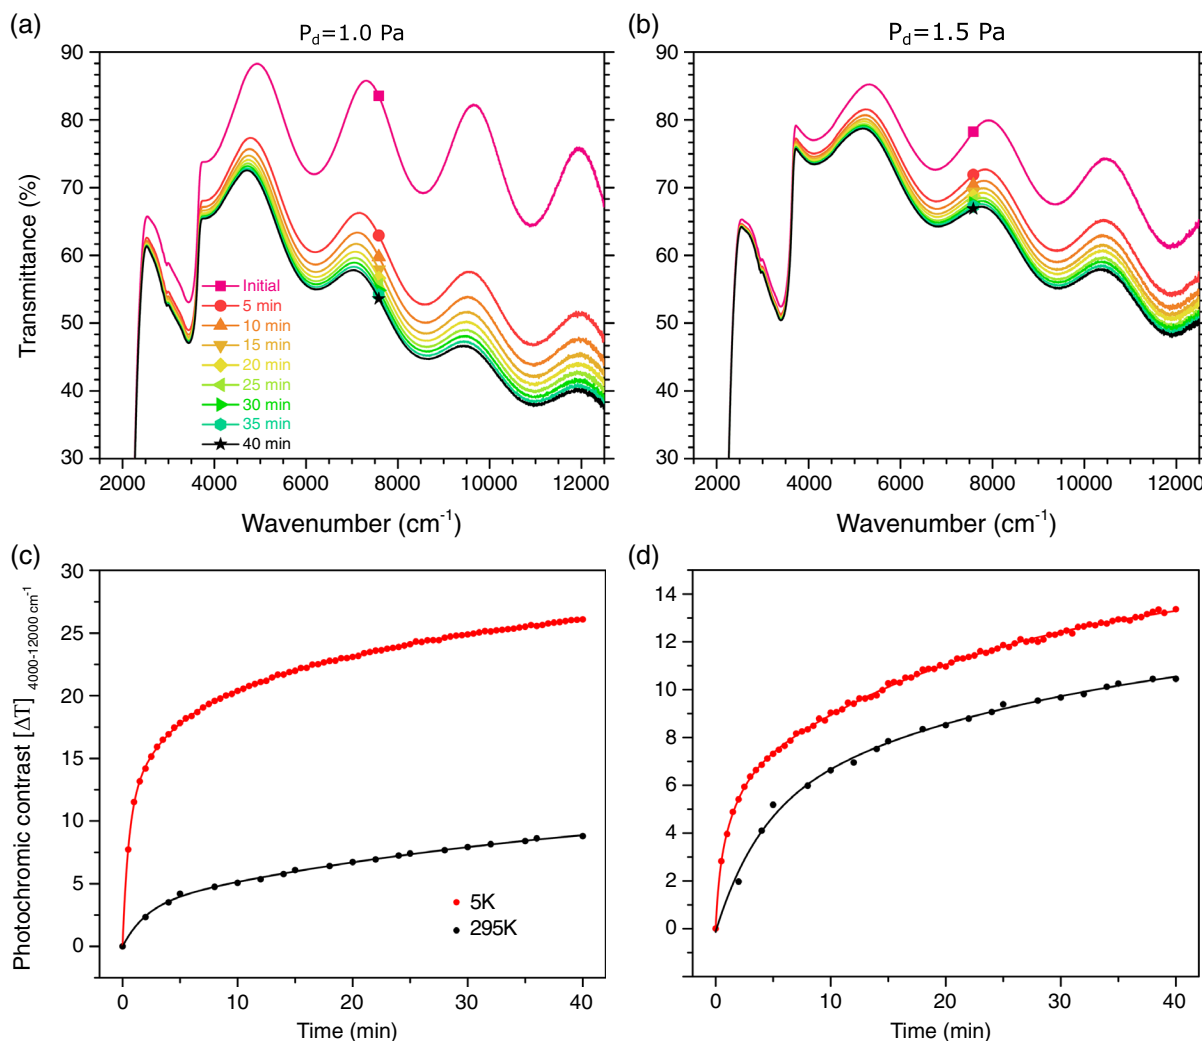 (a)
P_d=1.0 Pa
90
80
70
60
50
40
30
Transmittance (%)
Initial
5 min
10 min
15 min
20 min
25 min
30 min
35 min
40 min
2000 4000 6000 8000 10000 12000
Wavenumber (cm⁻¹)
(b)
P_d=1.5 Pa
90
80
70
60
50
40
30
2000 4000 6000 8000 10000 12000
Wavenumber (cm⁻¹)
(c)
30
25
20
15
10
5
0
Photochromic contrast [ΔT] 4000-12000 cm⁻¹
5K
295K
0 10 20 30 40
Time (min)
(d)
14
12
10
8
6
4
2
0
0 10 20 30 40
Time (min)